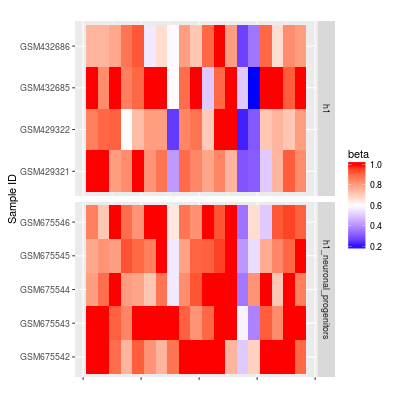 Sample ID
GSM432686
GSM432685
GSM429322
GSM429321
h1
GSM675546
GSM675545
GSM675544
GSM675543
GSM675542
h1_neuronal_progenitors
beta
1.0
0.8
0.6
0.4
0.2